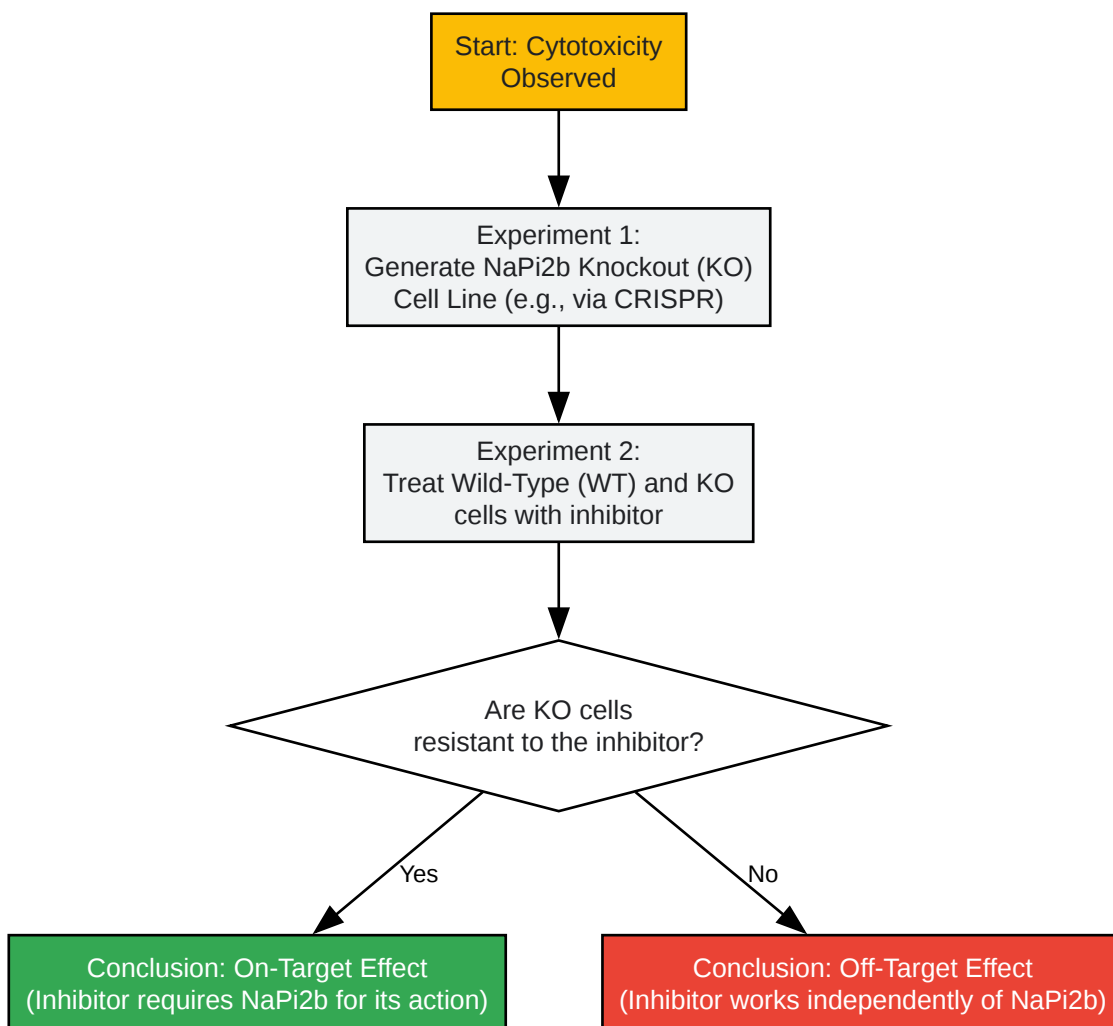 Start: Cytotoxicity
Observed
Experiment 1:
Generate NaPi2b Knockout (KO)
Cell Line (e.g., via CRISPR)
Experiment 2:
Treat Wild-Type (WT) and KO
cells with inhibitor
Are KO cells
resistant to the inhibitor?
Yes
No
Conclusion: On-Target Effect
(Inhibitor requires NaPi2b for its action)
Conclusion: Off-Target Effect
(Inhibitor works independently of NaPi2b)